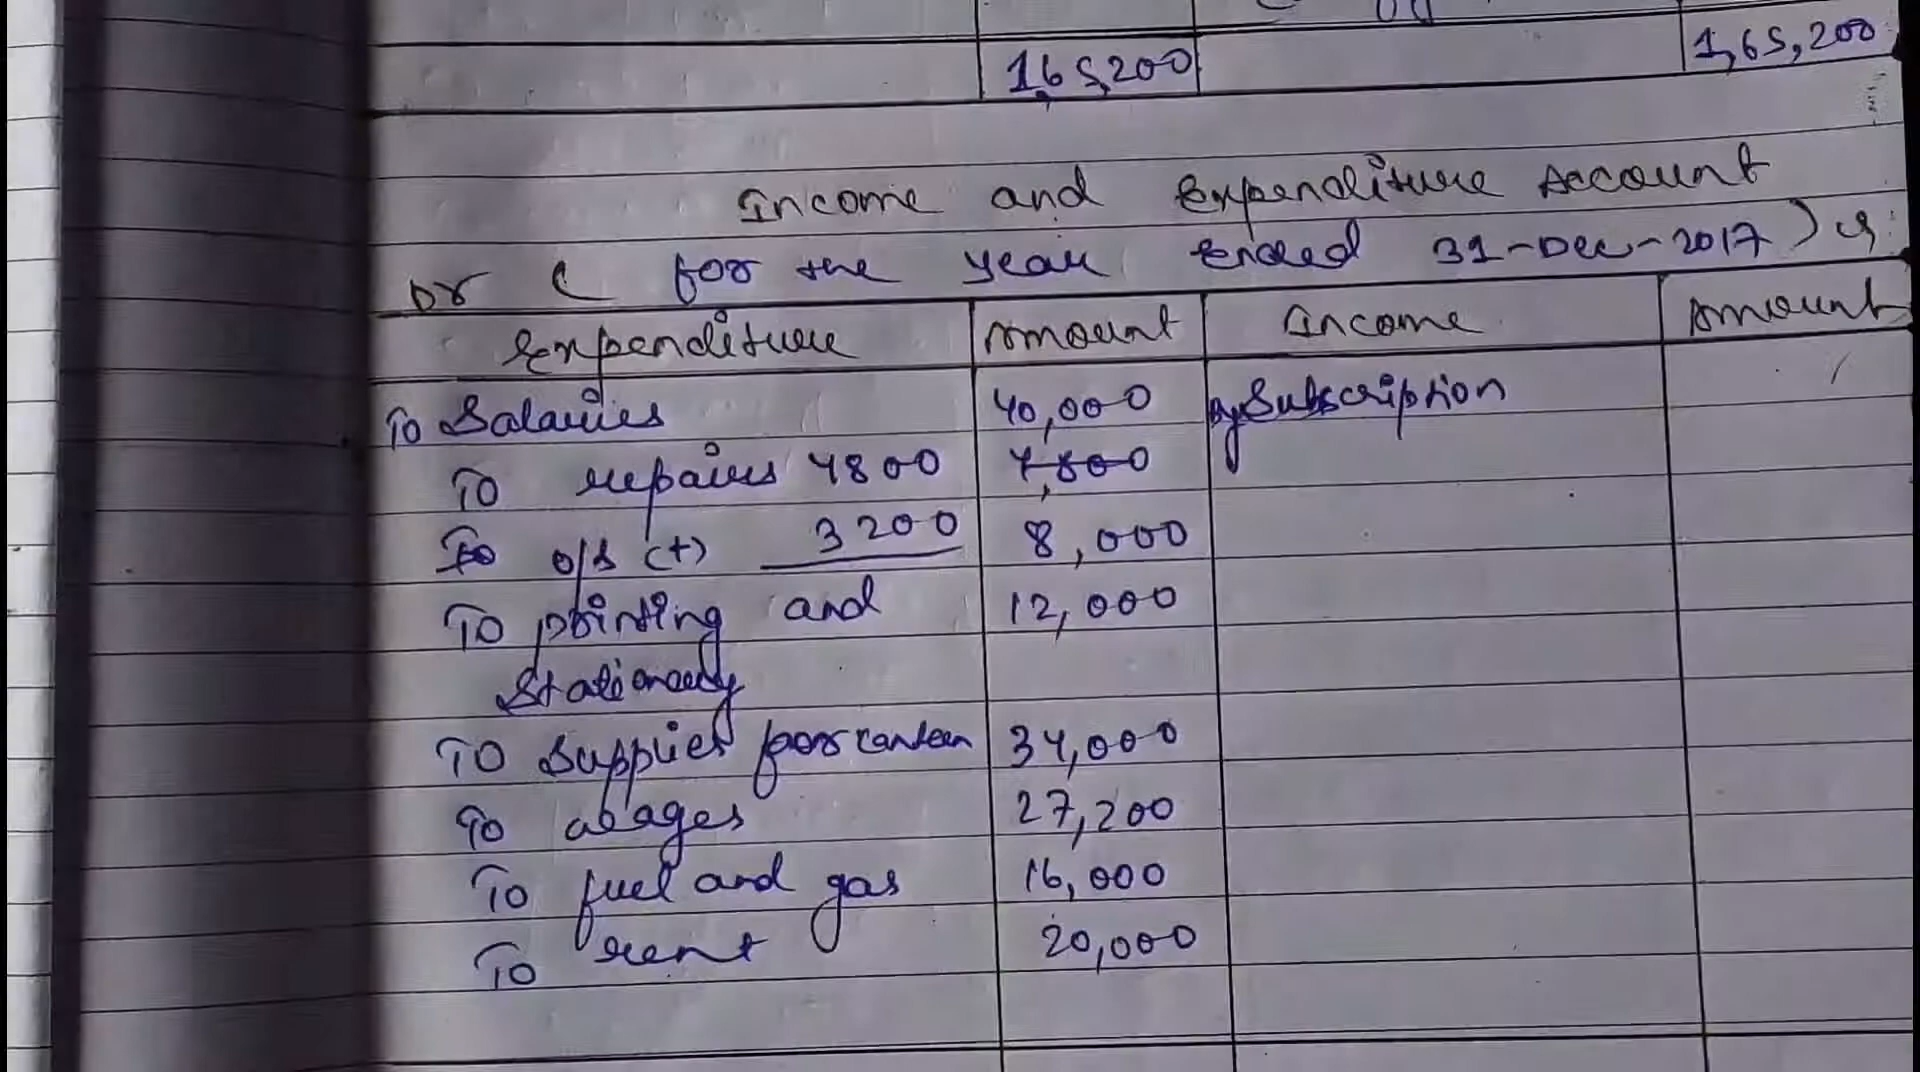 1,65,200 1,65,200
Income and Expenditure Account
Dr ( for the year Ended 31-Dec-2017 ) Cr
Expenditure Amount Income Amount
To Salaries 40,000 By Subscription
To repairs 4800 4,800
To o/s (+) 3200 8,000
To printing and 12,000
Stationary
To Supplies for canteen 34,000
To wages 27,200
To fuel and gas 16,000
To rent 20,000